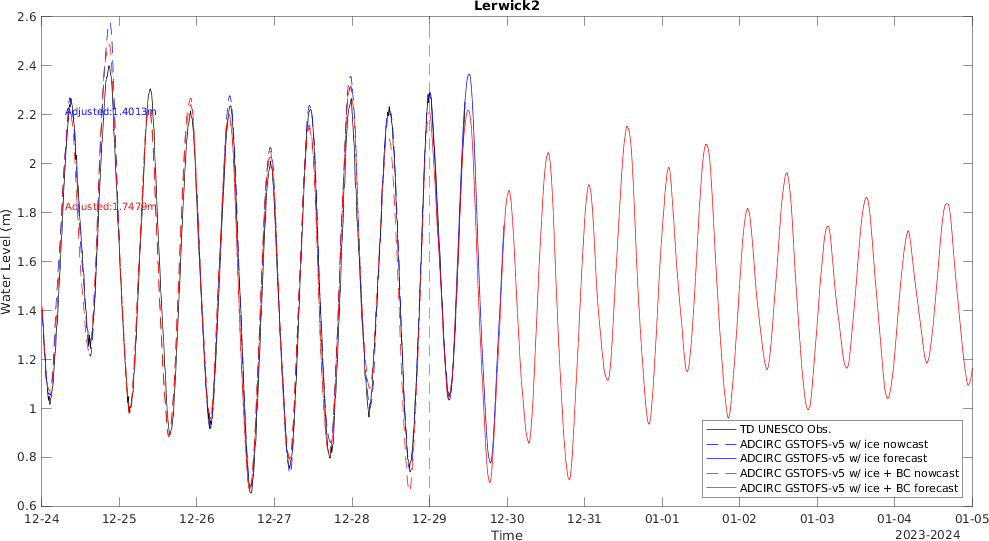 Lerwick2
2.6
2.4
2.2
2
1.8
1.6
1.4
1.2
1
0.8
0.6
Water Level (m)
Adjusted:1.4013m
Adjusted:1.7479m
TD UNESCO Obs.
ADCIRC GSTOFS-v5 w/ ice nowcast
ADCIRC GSTOFS-v5 w/ ice forecast
ADCIRC GSTOFS-v5 w/ ice + BC nowcast
ADCIRC GSTOFS-v5 w/ ice + BC forecast
12-24 12-25 12-26 12-27 12-28 12-29 12-30 12-31 01-01 01-02 01-03 01-04 01-05
Time
2023-2024